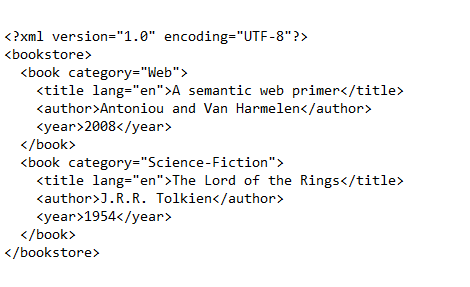 <?xml version="1.0" encoding="UTF-8"?>
<bookstore>
  <book category="Web">
    <title lang="en">A semantic web primer</title>
    <author>Antoniou and Van Harmelen</author>
    <year>2008</year>
  </book>
  <book category="Science-Fiction">
    <title lang="en">The Lord of the Rings</title>
    <author>J.R.R. Tolkien</author>
    <year>1954</year>
  </book>
</bookstore>